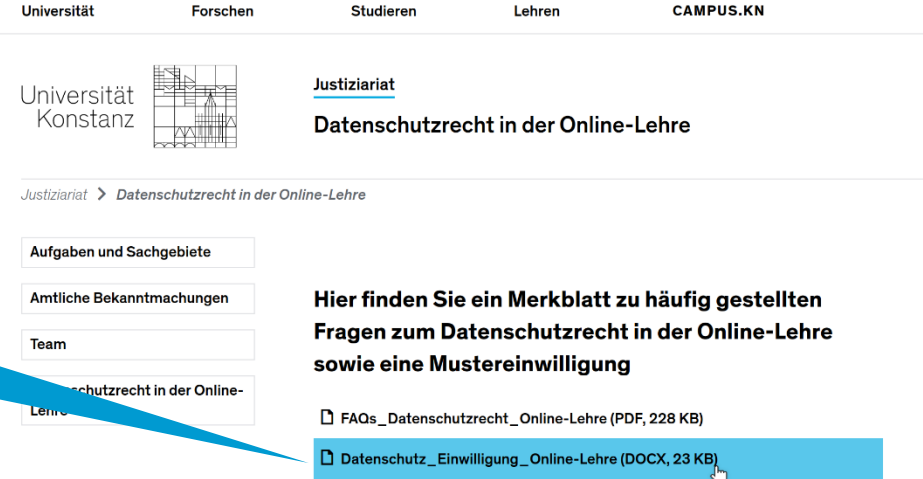 Universität Forschen Studieren Lehren CAMPUS.KN
Universität
Konstanz
Justiziariat
Datenschutzrecht in der Online-Lehre
Justiziariat > Datenschutzrecht in der Online-Lehre
Aufgaben und Sachgebiete
Amtliche Bekanntmachungen
Team
schutzrecht in der Online-
Hier finden Sie ein Merkblatt zu häufig gestellten
Fragen zum Datenschutzrecht in der Online-Lehre
sowie eine Mustereinwilligung
FAQs_Datenschutzrecht_Online-Lehre (PDF, 228 KB)
Datenschutz_Einwilligung_Online-Lehre (DOCX, 23 KB)